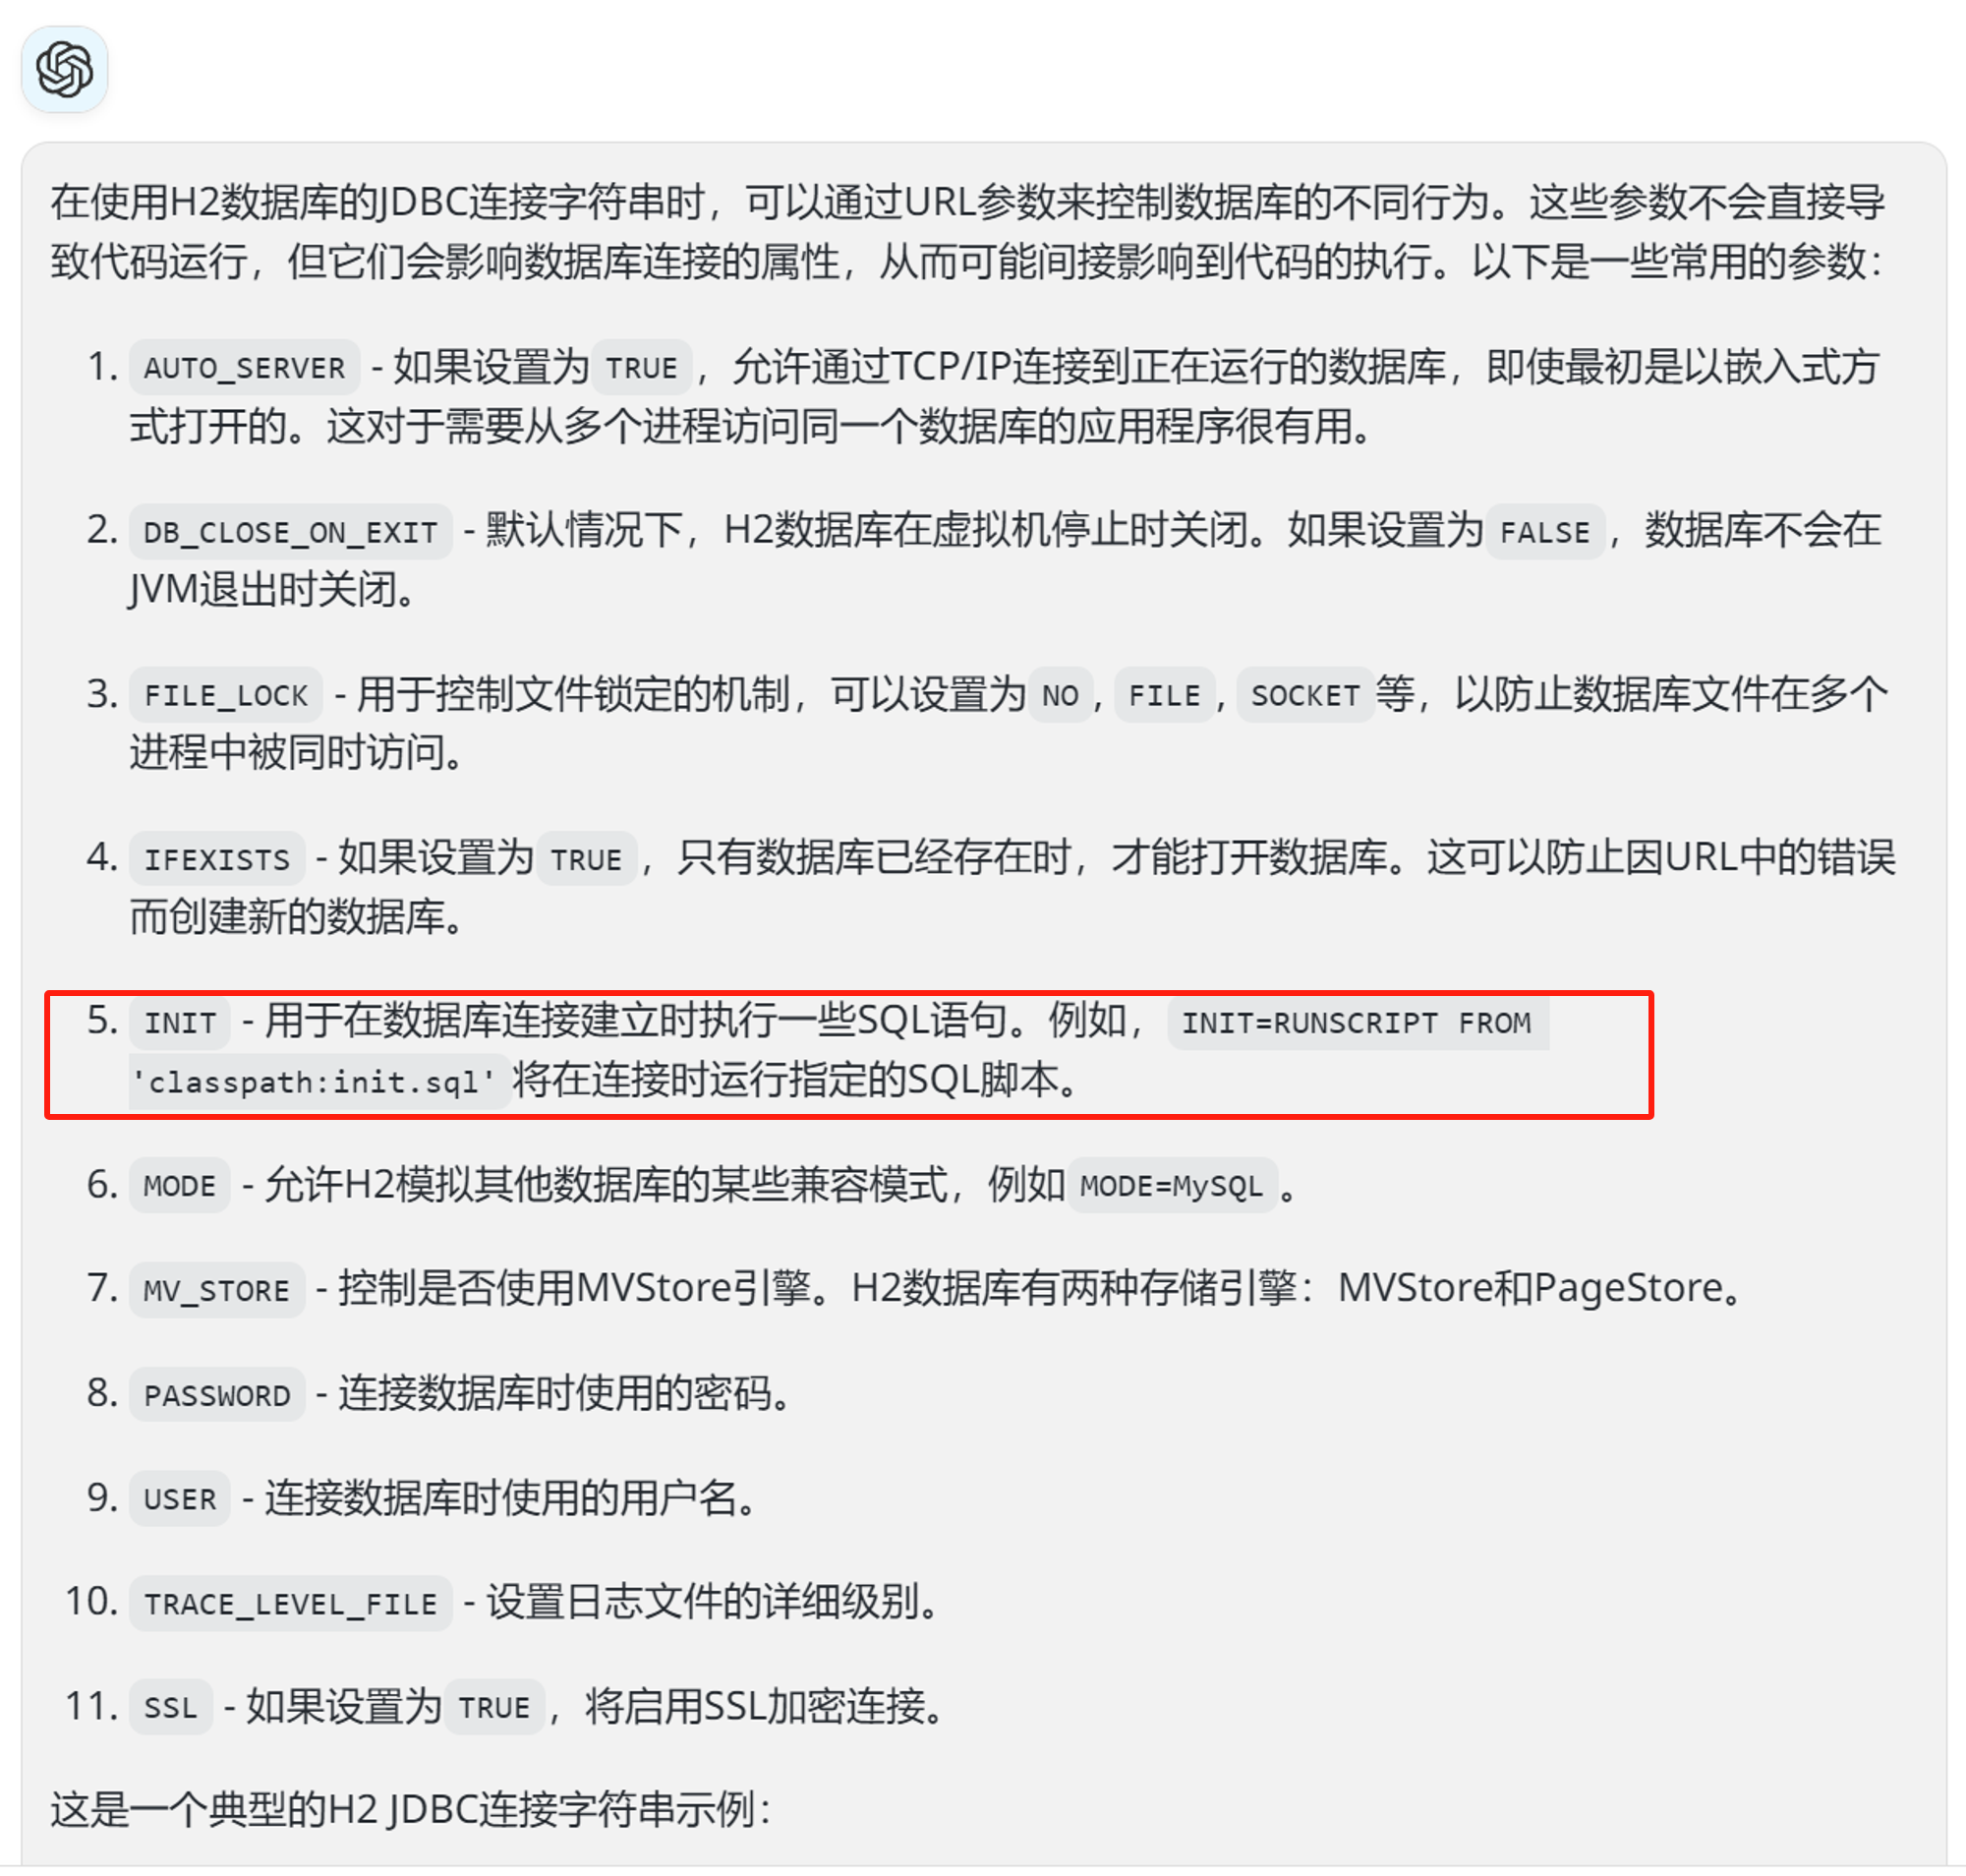 在使用H2数据库的JDBC连接字符串时，可以通过URL参数来控制数据库的不同行为。这些参数不会直接导
致代码运行，但它们会影响数据库连接的属性，从而可能间接影响到代码的执行。以下是一些常用的参数：
1. AUTO_SERVER - 如果设置为 TRUE ，允许通过TCP/IP连接到正在运行的数据库，即使最初是以嵌入式方
式打开的。这对于需要从多个进程访问同一个数据库的应用程序很有用。
2. DB_CLOSE_ON_EXIT - 默认情况下，H2数据库在虚拟机停止时关闭。如果设置为 FALSE ，数据库不会在
JVM退出时关闭。
3. FILE_LOCK - 用于控制文件锁定的机制，可以设置为 NO , FILE , SOCKET 等，以防止数据库文件在多个
进程中被同时访问。
4. IFEXISTS - 如果设置为 TRUE ，只有数据库已经存在时，才能打开数据库。这可以防止因URL中的错误
而创建新的数据库。
5. INIT - 用于在数据库连接建立时执行一些SQL语句。例如， INIT=RUNSCRIPT FROM
'classpath:init.sql' 将在连接时运行指定的SQL脚本。
6. MODE - 允许H2模拟其他数据库的某些兼容模式，例如 MODE=MySQL 。
7. MV_STORE - 控制是否使用MVStore引擎。H2数据库有两种存储引擎：MVStore和PageStore。
8. PASSWORD - 连接数据库时使用的密码。
9. USER - 连接数据库时使用的用户名。
10. TRACE_LEVEL_FILE - 设置日志文件的详细级别。
11. SSL - 如果设置为 TRUE ，将启用SSL加密连接。
这是一个典型的H2 JDBC连接字符串示例：